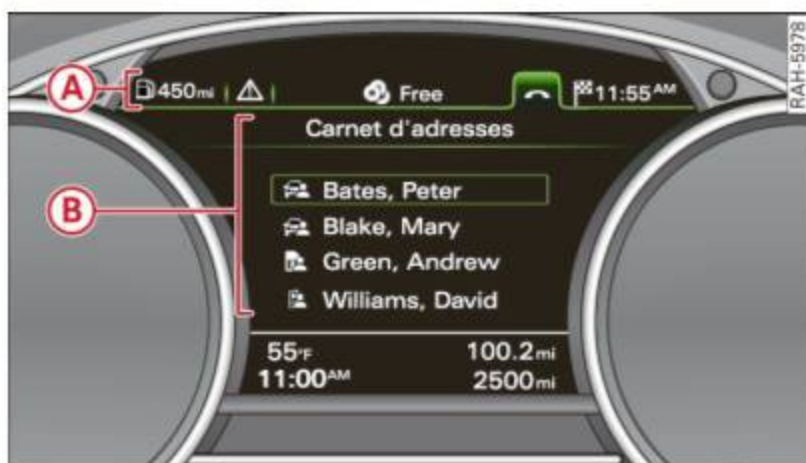 A 450mi Free 11:55AM
Carnet d'adresses
B
Bates, Peter
Blake, Mary
Green, Andrew
Williams, David
55°F 100.2mi
11:00AM 2500mi
RAH-5978